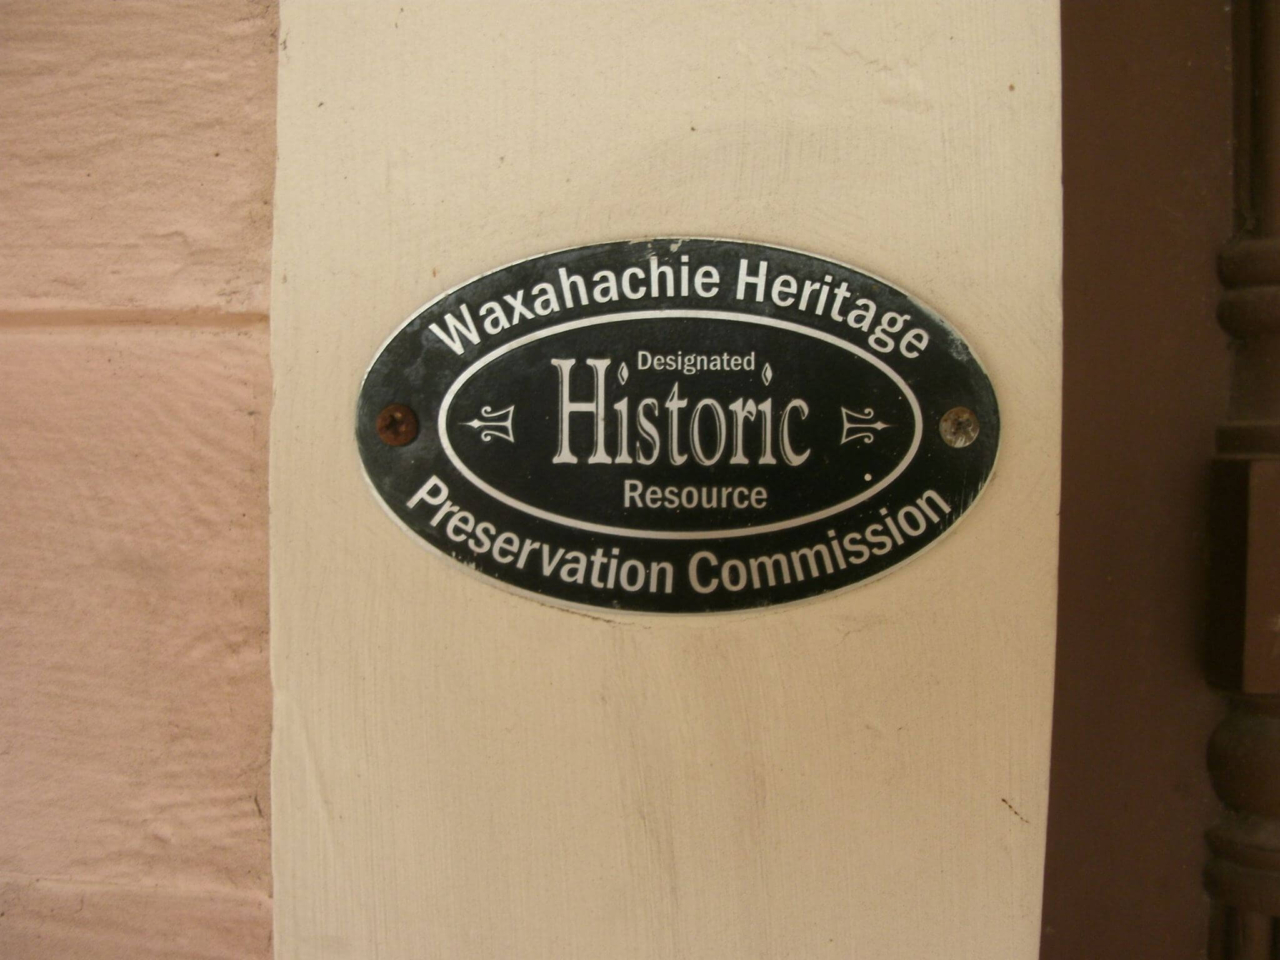 Waxahachie Heritage
Designated
Historic
Resource
Preservation Commission